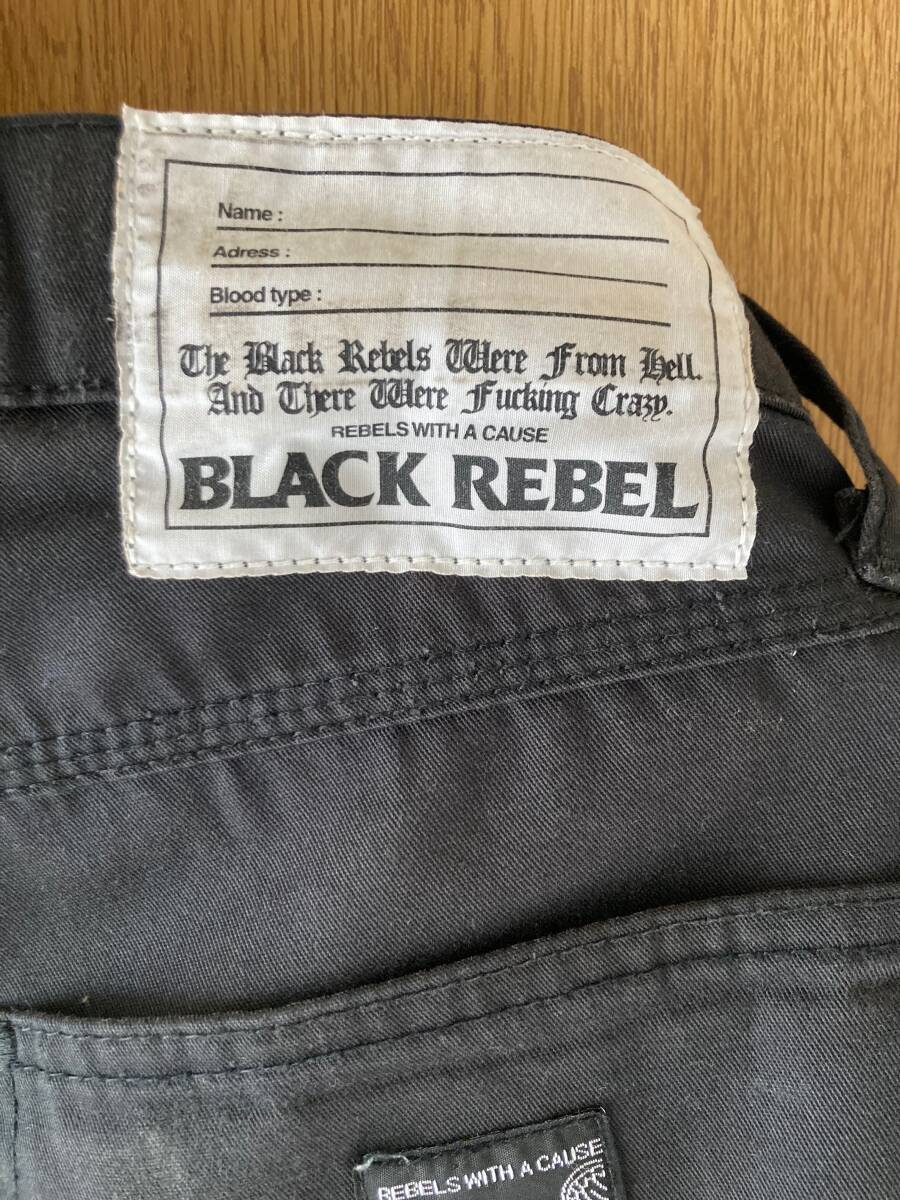 Name :
Adress :
Blood type :
The Black Rebels Were From Hell.
And There Were Fucking Crazy.
REBELS WITH A CAUSE
BLACK REBEL
REBELS WITH A CAUSE